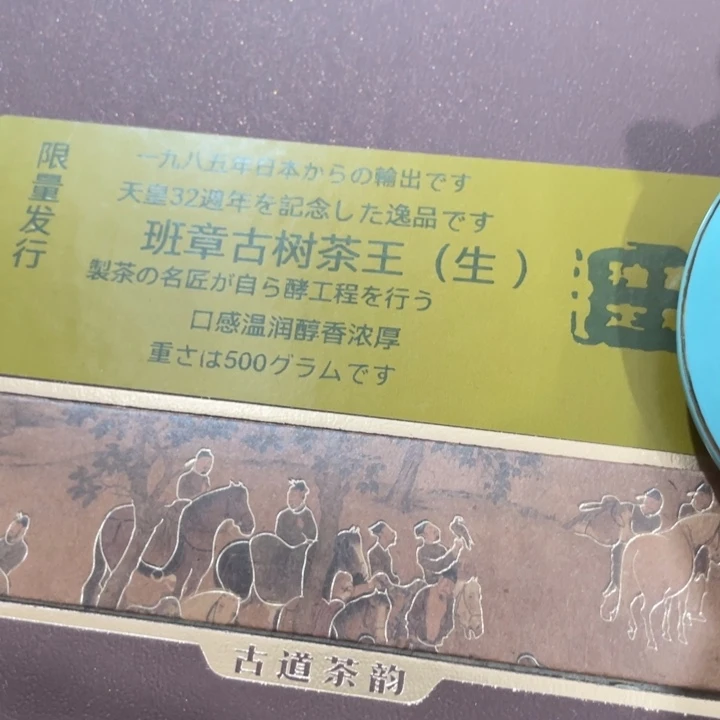 限量发行
一九八五年日本からの輸出です
天皇32週年を記念した逸品です
班章古树茶王（生）
製茶の名匠が自ら酵工程を行う
口感温润醇香浓厚
重さは500グラムです
古道茶韵